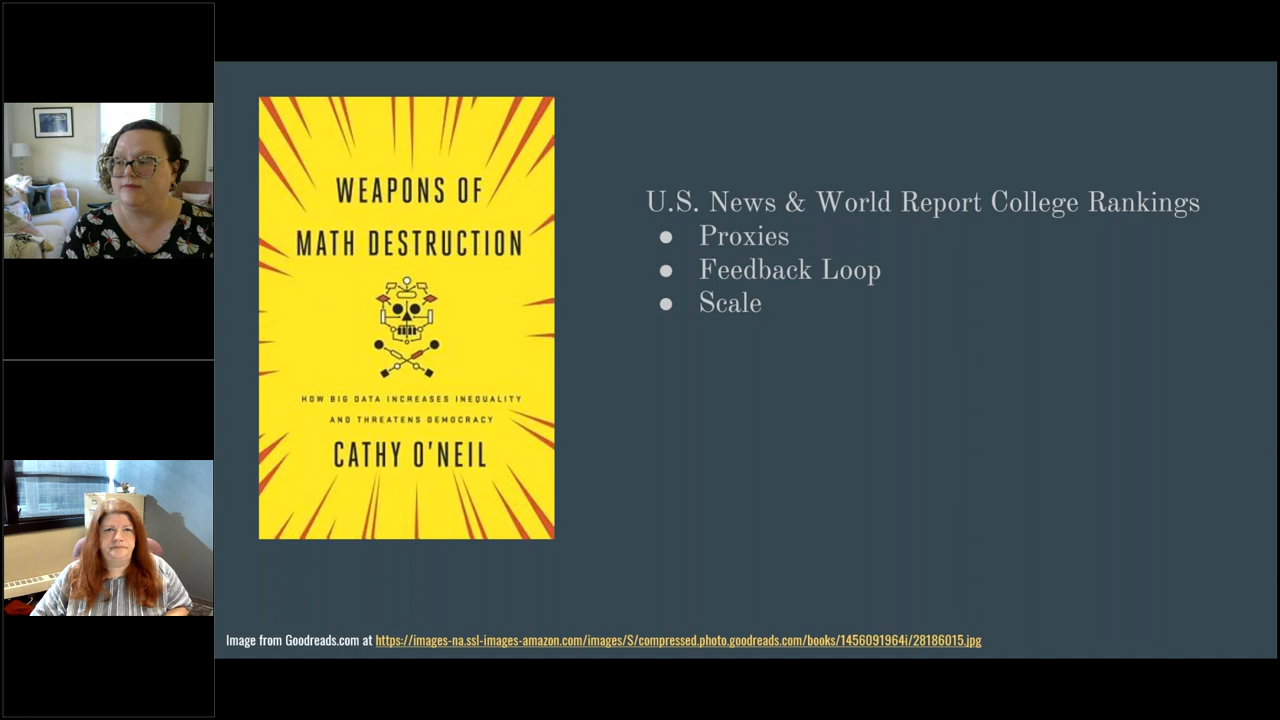 WEAPONS OF
MATH DESTRUCTION
HOW BIG DATA INCREASES INEQUALITY
AND THREATENS DEMOCRACY
CATHY O'NEIL
U.S. News & World Report College Rankings
● Proxies
● Feedback Loop
● Scale
Image from Goodreads.com at https://images-na.ssl-images-amazon.com/images/S/compressed.photo.goodreads.com/books/1456091964i/28186015.jpg